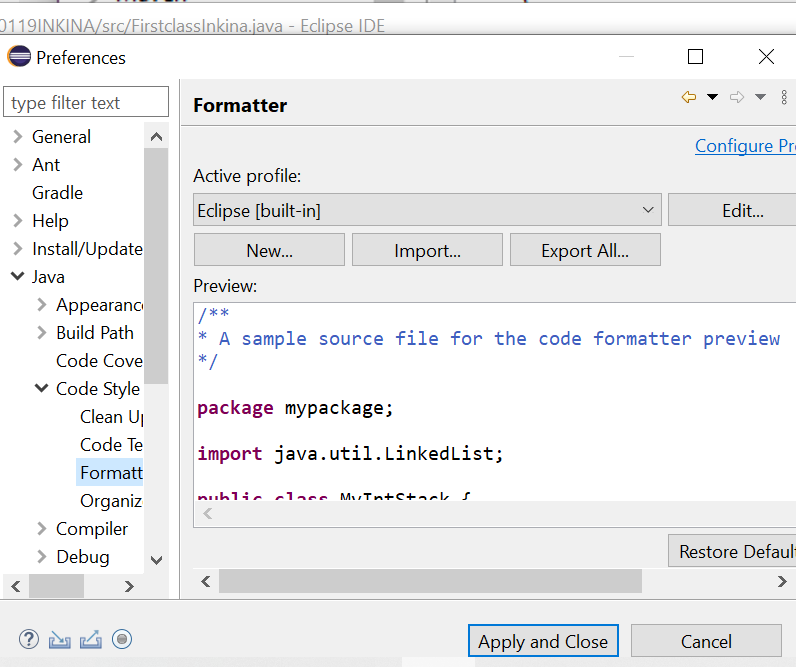 0119INKINA/src/FirstclassInkina.java - Eclipse IDE
Preferences
type filter text
General
Ant
Gradle
Help
Install/Update
Java
Appearanc
Build Path
Code Cove
Code Style
Clean Up
Code Te
Formatt
Organiz
Compiler
Debug
Formatter
Configure Pr
Active profile:
Eclipse [built-in]
Edit...
New...
Import...
Export All...
Preview:
/**
* A sample source file for the code formatter preview
*/
package mypackage;
import java.util.LinkedList;
public class MyIntStack {
Restore Defaul
Apply and Close
Cancel